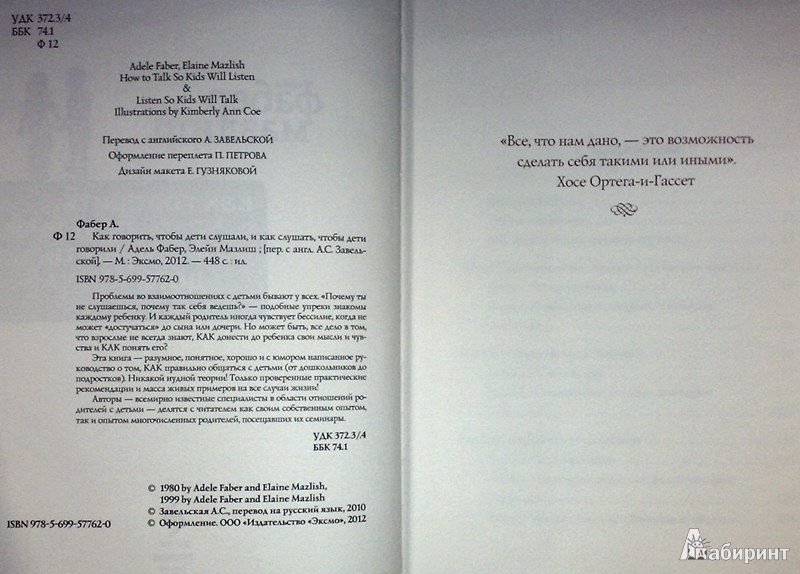 УДК 372.3/4
ББК 74.1
Ф 12
Adele Faber, Elaine Mazlish
How to Talk So Kids Will Listen
&
Listen So Kids Will Talk
Illustrations by Kimberly Ann Coe
Перевод с английского А. ЗАВЕЛЬСКОЙ
Оформление переплета П. ПЕТРОВА
Дизайн макета Е. ГУЗНЯКОВОЙ
Фабер А.
Ф 12 Как говорить, чтобы дети слушали, и как слушать, чтобы дети
говорили / Адель Фабер, Элейн Мазлиш ; [пер. с англ. А.С. Завель-
ской]. — М. : Эксмо, 2012. — 448 с. : ил.
ISBN 978-5-699-57762-0
Проблемы во взаимоотношениях с детьми бывают у всех. «Почему ты
не слушаешься, почему так себя ведешь?» — подобные упреки знакомы
каждому ребенку. И каждый родитель иногда чувствует бессилие, когда не
может «достучаться» до сына или дочери. Но может быть, все дело в том,
что взрослые не всегда знают, КАК донести до ребенка свои мысли и чув-
ства и КАК понять его?
Эта книга — разумное, понятное, хорошо и с юмором написанное ру-
ководство о том, КАК правильно общаться с детьми (от дошкольников до
подростков). Никакой нудной теории! Только проверенные практические
рекомендации и масса живых примеров на все случаи жизни!
Авторы — всемирно известные специалисты в области отношений ро-
дителей с детьми — делятся с читателем как своим собственным опытом,
так и опытом многочисленных родителей, посещавших их семинары.
УДК 372.3/.4
ББК 74.1
© 1980 by Adele Faber and Elaine Mazlish,
1999 by Adele Faber and Elaine Mazlish
© Завельская А.С., перевод на русский язык, 2010
© Оформление. ООО «Издательство «Эксмо», 2012
ISBN 978-5-699-57762-0
«Все, что нам дано, — это возможность
сделать себя такими или иными».
Хосе Ортега-и-Гассет
Лабиринт